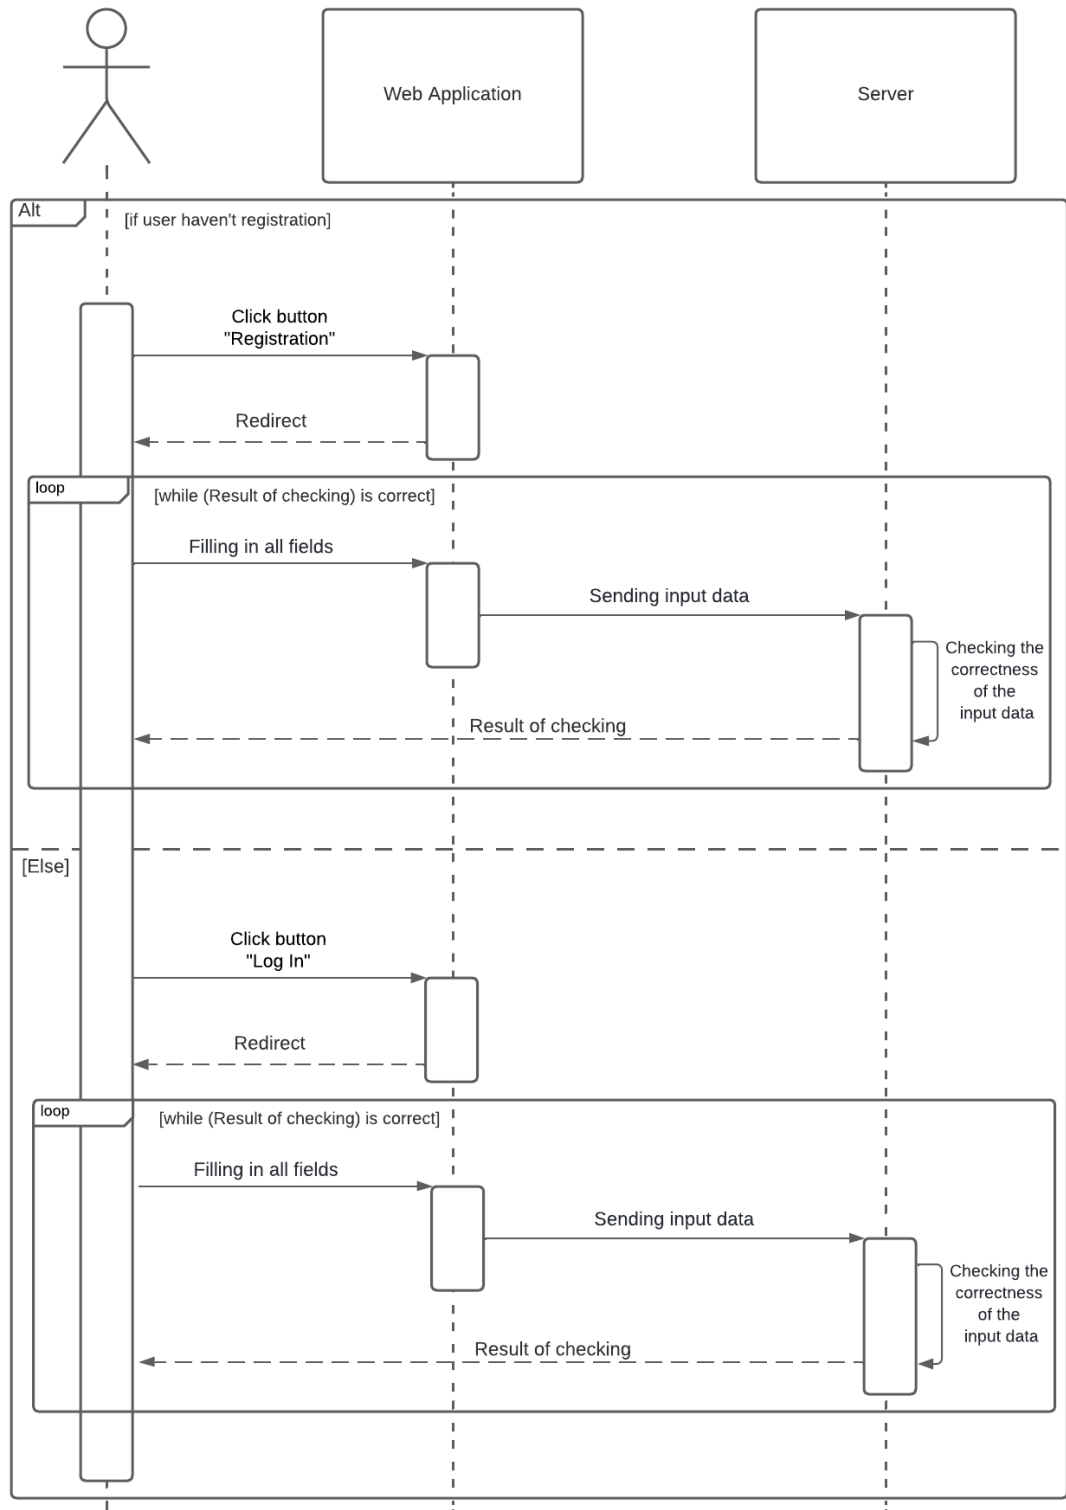 Web Application
Server
Alt
[if user haven't registration]
Click button
"Registration"
Redirect
loop
[while (Result of checking) is correct]
Filling in all fields
Sending input data
Checking the
correctness
of the
input data
Result of checking
[Else]
Click button
"Log In"
Redirect
loop
[while (Result of checking) is correct]
Filling in all fields
Sending input data
Checking the
correctness
of the
input data
Result of checking